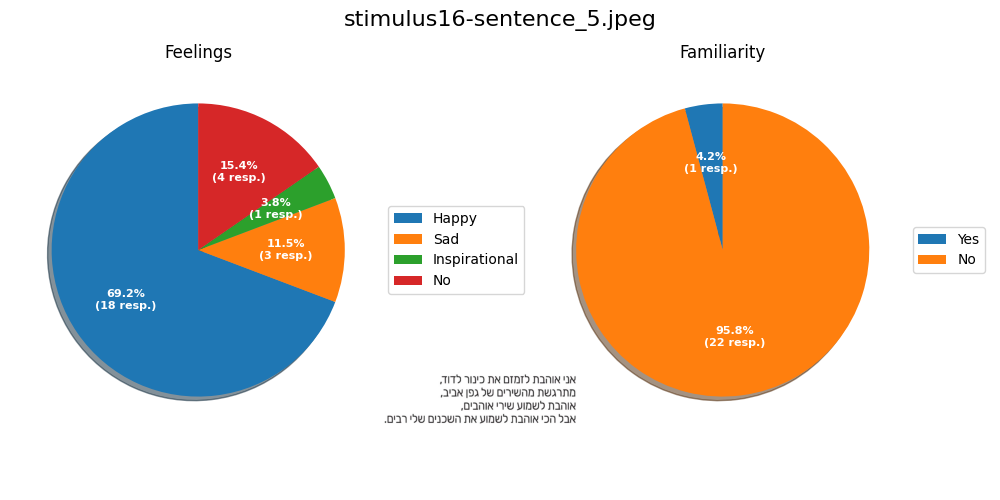 stimulus16-sentence_5.jpeg
Feelings
Familiarity
15.4%
(4 resp.)
3.8%
(1 resp.)
11.5%
(3 resp.)
69.2%
(18 resp.)
Happy
Sad
Inspirational
No
4.2%
(1 resp.)
95.8%
(22 resp.)
Yes
No
אני אוהבת לזמזם את כינור לדוד,
מתרגשת מהשירים של גפן אביב,
אוהבת לשמוע שירי אוהבים,
אבל הכי אוהבת לשמוע את השכנים שלי רבים.